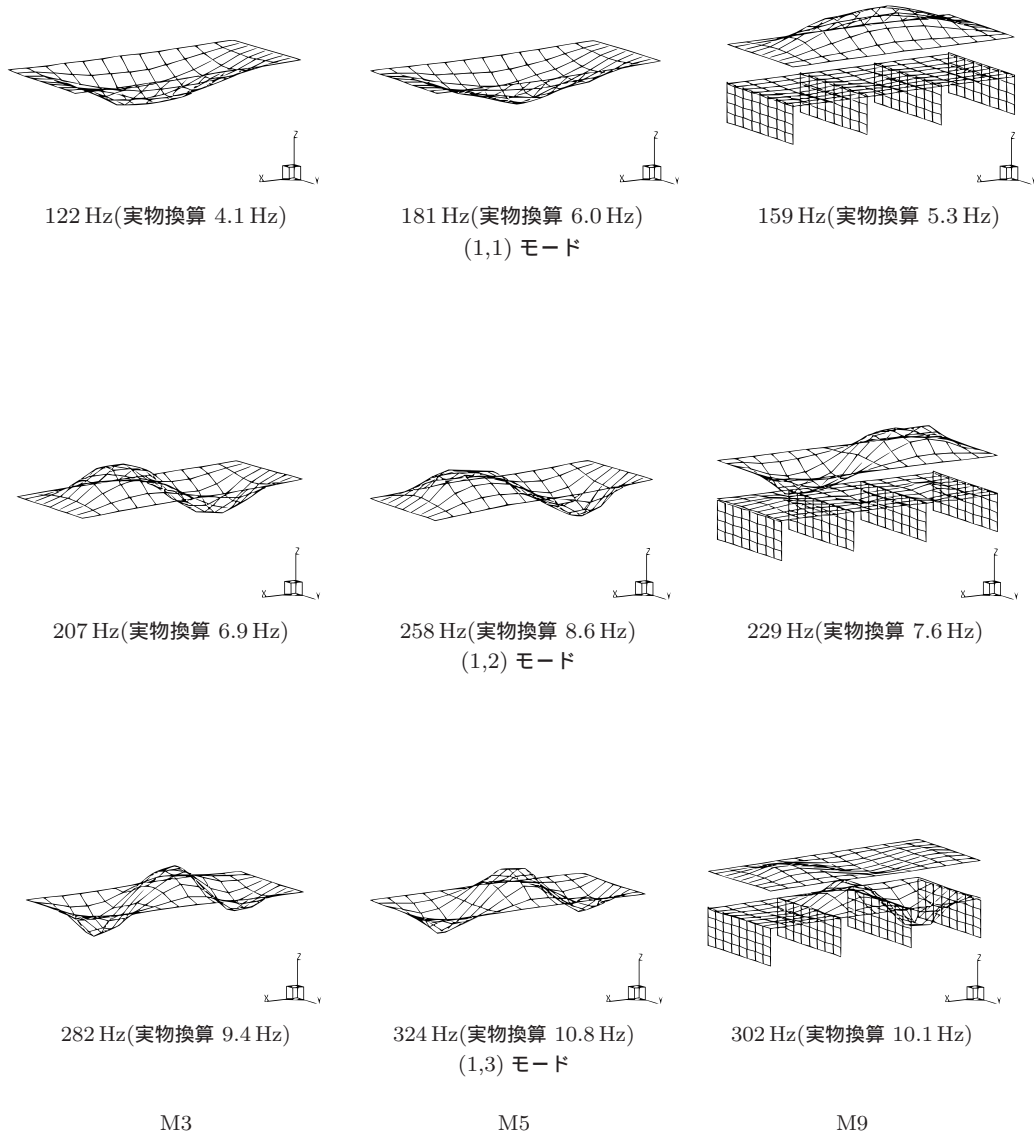 Z
X
Y
Z
X
Y
Z
X
Y
122 Hz(実物換算 4.1 Hz)
181 Hz(実物換算 6.0 Hz)
159 Hz(実物換算 5.3 Hz)
(1,1) モード
Z
X
Y
Z
X
Y
Z
X
Y
207 Hz(実物換算 6.9 Hz)
258 Hz(実物換算 8.6 Hz)
229 Hz(実物換算 7.6 Hz)
(1,2) モード
Z
X
Y
Z
X
Y
Z
X
Y
282 Hz(実物換算 9.4 Hz)
324 Hz(実物換算 10.8 Hz)
302 Hz(実物換算 10.1 Hz)
(1,3) モード
M3
M5
M9